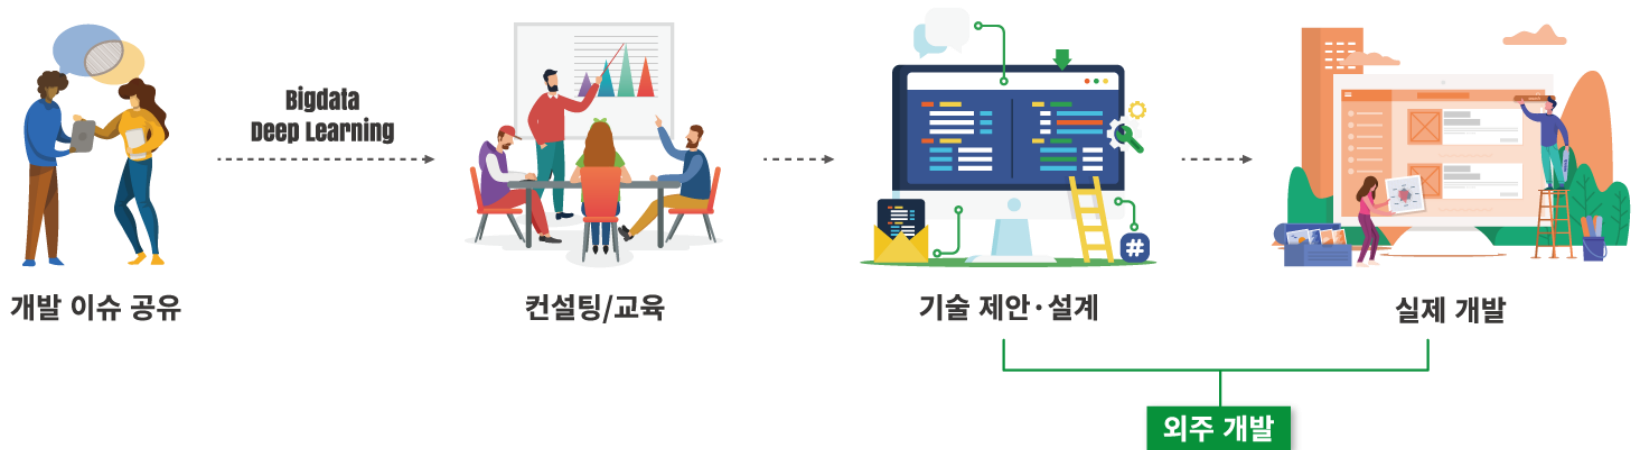 Bigdata
Deep Learning
#
개발 이슈 공유
컨설팅/교육
기술 제안·설계
실제 개발
외주 개발